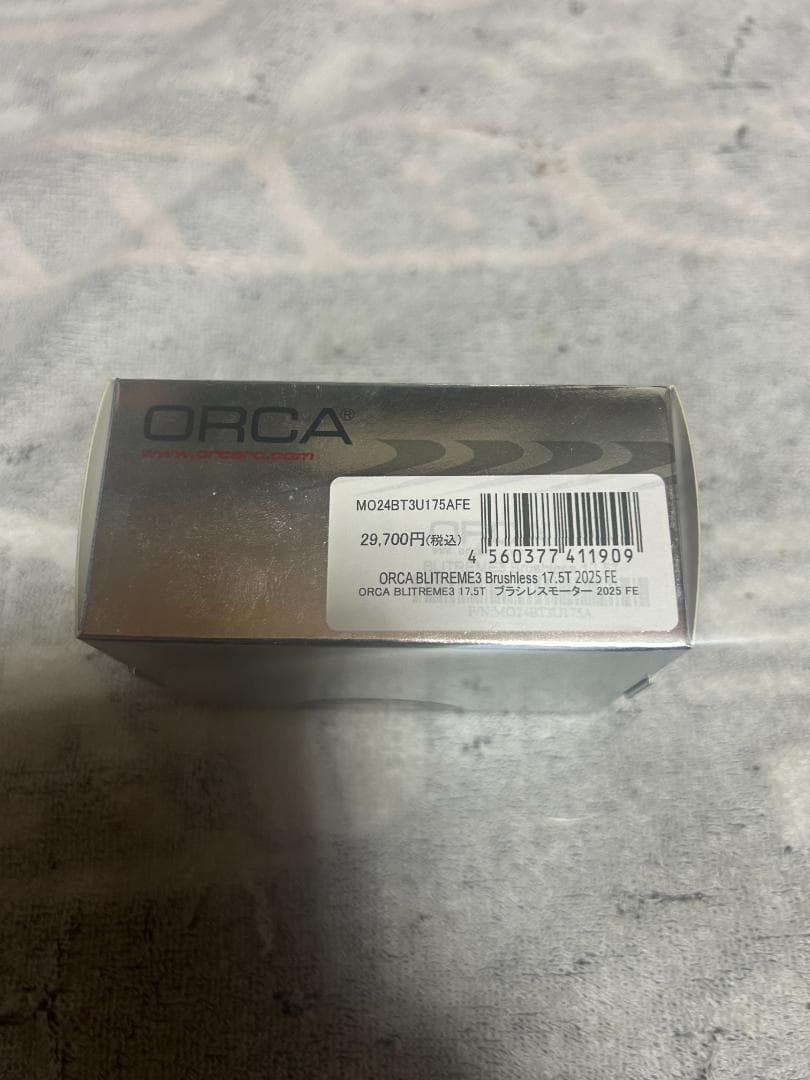 ORCA®
www.orcarc.com
MO24BT3U175AFE
29,700円(税込)
4 560377 411909
ORCA BLITREME3 Brushless 17.5T 2025 FE
ORCA BLITREME3 17.5T ブラシレスモーター 2025 FE